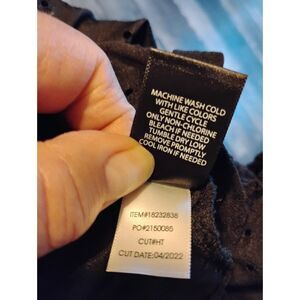 MACHINE WASH COLD
WITH LIKE COLORS
GENTLE CYCLE
ONLY NON-CHLORINE
BLEACH IF NEEDED
TUMBLE DRY LOW
REMOVE PROMPTLY
COOL IRON IF NEEDED
ITEM#18232838
PO#2150085
CUT#HT
CUT DATE:04/2022